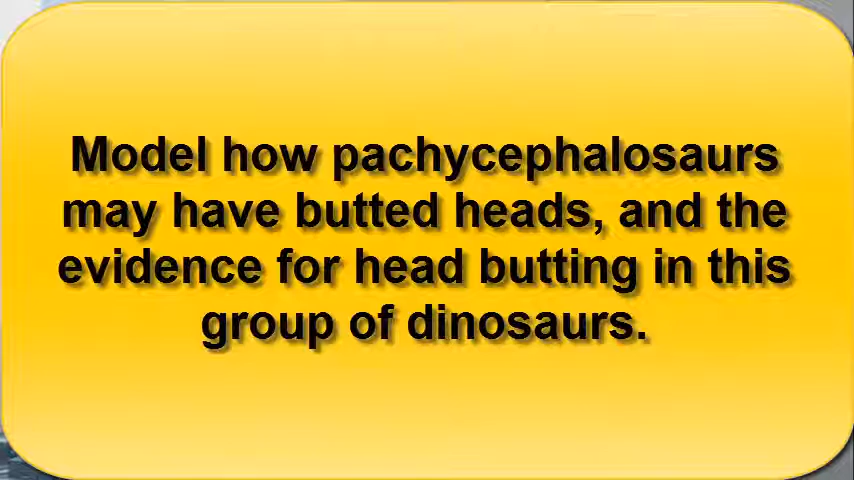 Model how pachycephalosaurs
may have butted heads, and the
evidence for head butting in this
group of dinosaurs.